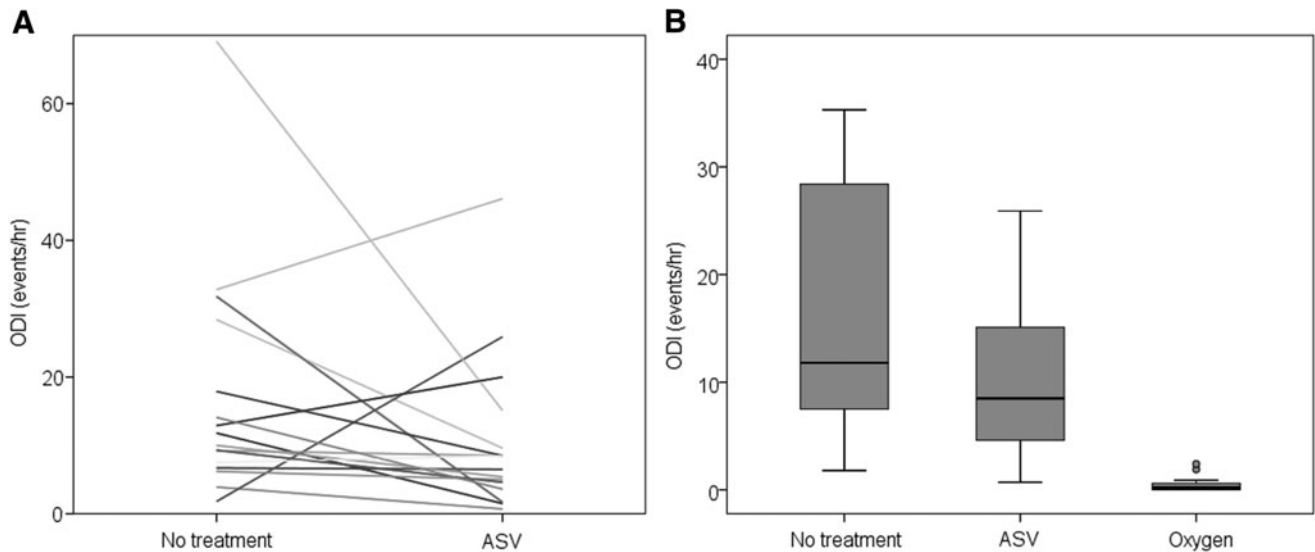 A
ODI (events/hr)
60
40
20
0
No treatment
ASV
B
ODI (events/hr)
40
30
20
10
0
No treatment
ASV
Oxygen